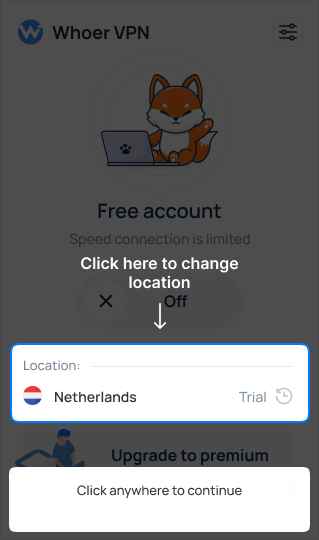 Whoer VPN
Free account
Speed connection is limited
Click here to change
location
Off
Location:
Netherlands
Trial
Upgrade to premium
Click anywhere to continue